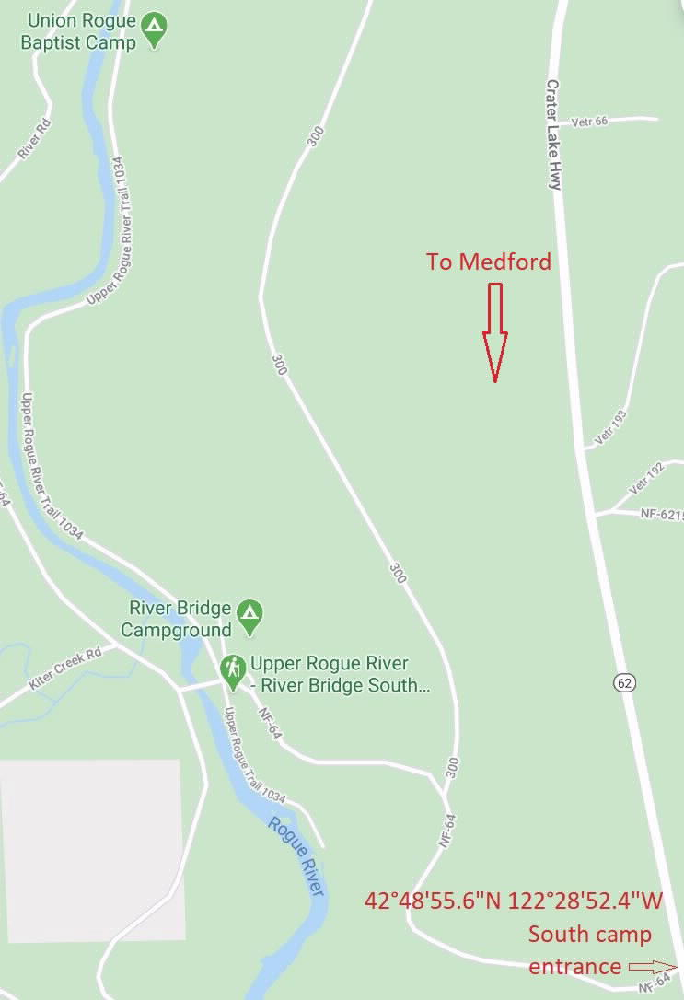 Union Rogue
Baptist Camp
River Rd
Upper Rogue River Trail 1034
300
Crater Lake Hwy
Vetr 66
To Medford
300
Upper Rogue River Trail 1034
Vetr 193
Vetr 192
NF-6215
-64
300
River Bridge
Campground
Kiter Creek Rd
Upper Rogue River
- River Bridge South...
62
NF-64
Upper Rogue Trail 1034
300
Rogue River
NF-64
42°48'55.6"N 122°28'52.4"W
South camp
entrance
NF-64